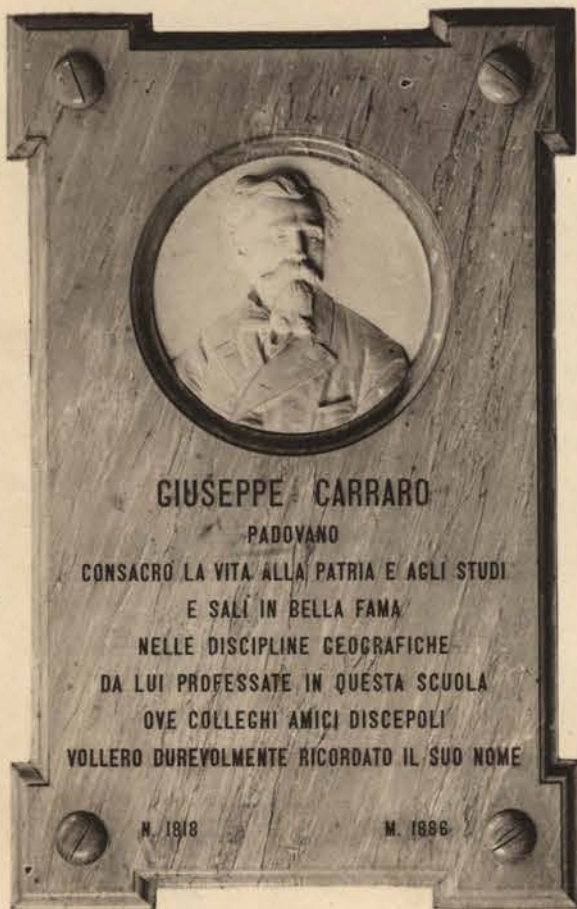 GIUSEPPE CARRARO
PADOVANO
CONSACRO LA VITA ALLA PATRIA E AGLI STUDI
E SALÌ IN BELLA FAMA
NELLE DISCIPLINE GEOGRAFICHE
DA LUI PROFESSATE IN QUESTA SCUOLA
OVE COLLEGHI AMICI DISCEPOLI
VOLLERO DUREVOLMENTE RICORDATO IL SUO NOME
N. 1818 M. 1886